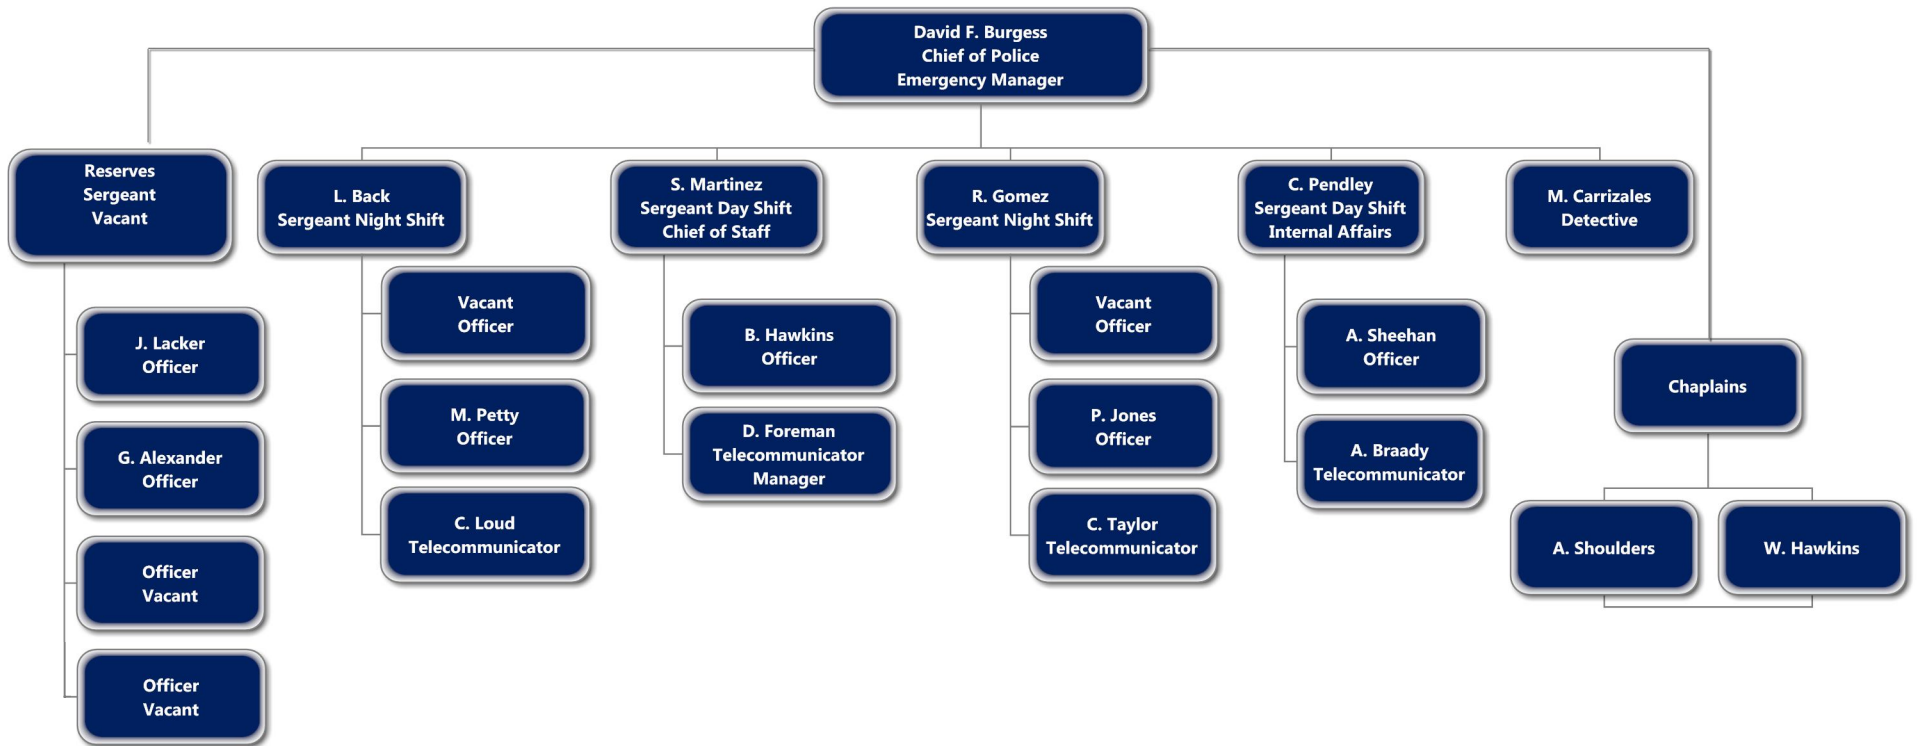 David F. Burgess
Chief of Police
Emergency Manager
Reserves
Sergeant
Vacant
J. Lacker
Officer
G. Alexander
Officer
Officer
Vacant
Officer
Vacant
L. Back
Sergeant Night Shift
Vacant
Officer
M. Petty
Officer
C. Loud
Telecommunicator
S. Martinez
Sergeant Day Shift
Chief of Staff
B. Hawkins
Officer
D. Foreman
Telecommunicator
Manager
R. Gomez
Sergeant Night Shift
Vacant
Officer
P. Jones
Officer
C. Taylor
Telecommunicator
C. Pendley
Sergeant Day Shift
Internal Affairs
A. Sheehan
Officer
A. Braady
Telecommunicator
M. Carrizales
Detective
Chaplains
A. Shoulders
W. Hawkins